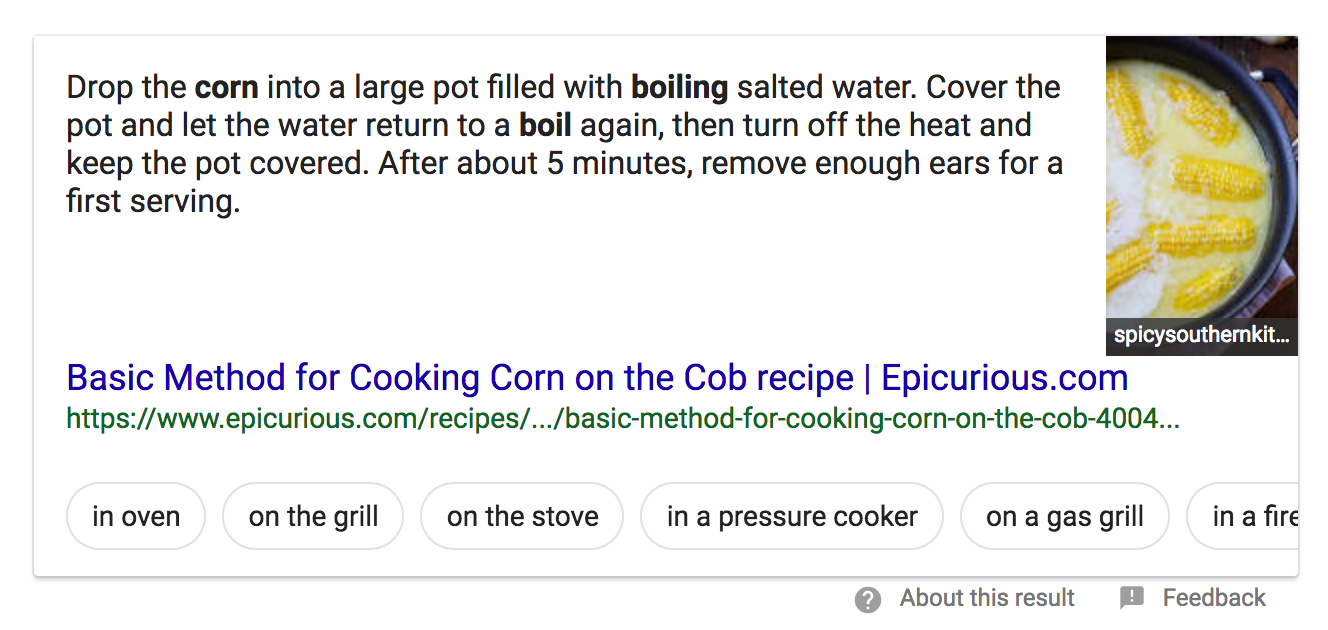 Drop the corn into a large pot filled with boiling salted water. Cover the
pot and let the water return to a boil again, then turn off the heat and
keep the pot covered. After about 5 minutes, remove enough ears for a
first serving.
spicysouthernkit...
Basic Method for Cooking Corn on the Cob recipe | Epicurious.com
https://www.epicurious.com/recipes/.../basic-method-for-cooking-corn-on-the-cob-4004...
in oven
on the grill
on the stove
in a pressure cooker
on a gas grill
in a fire
About this result
Feedback